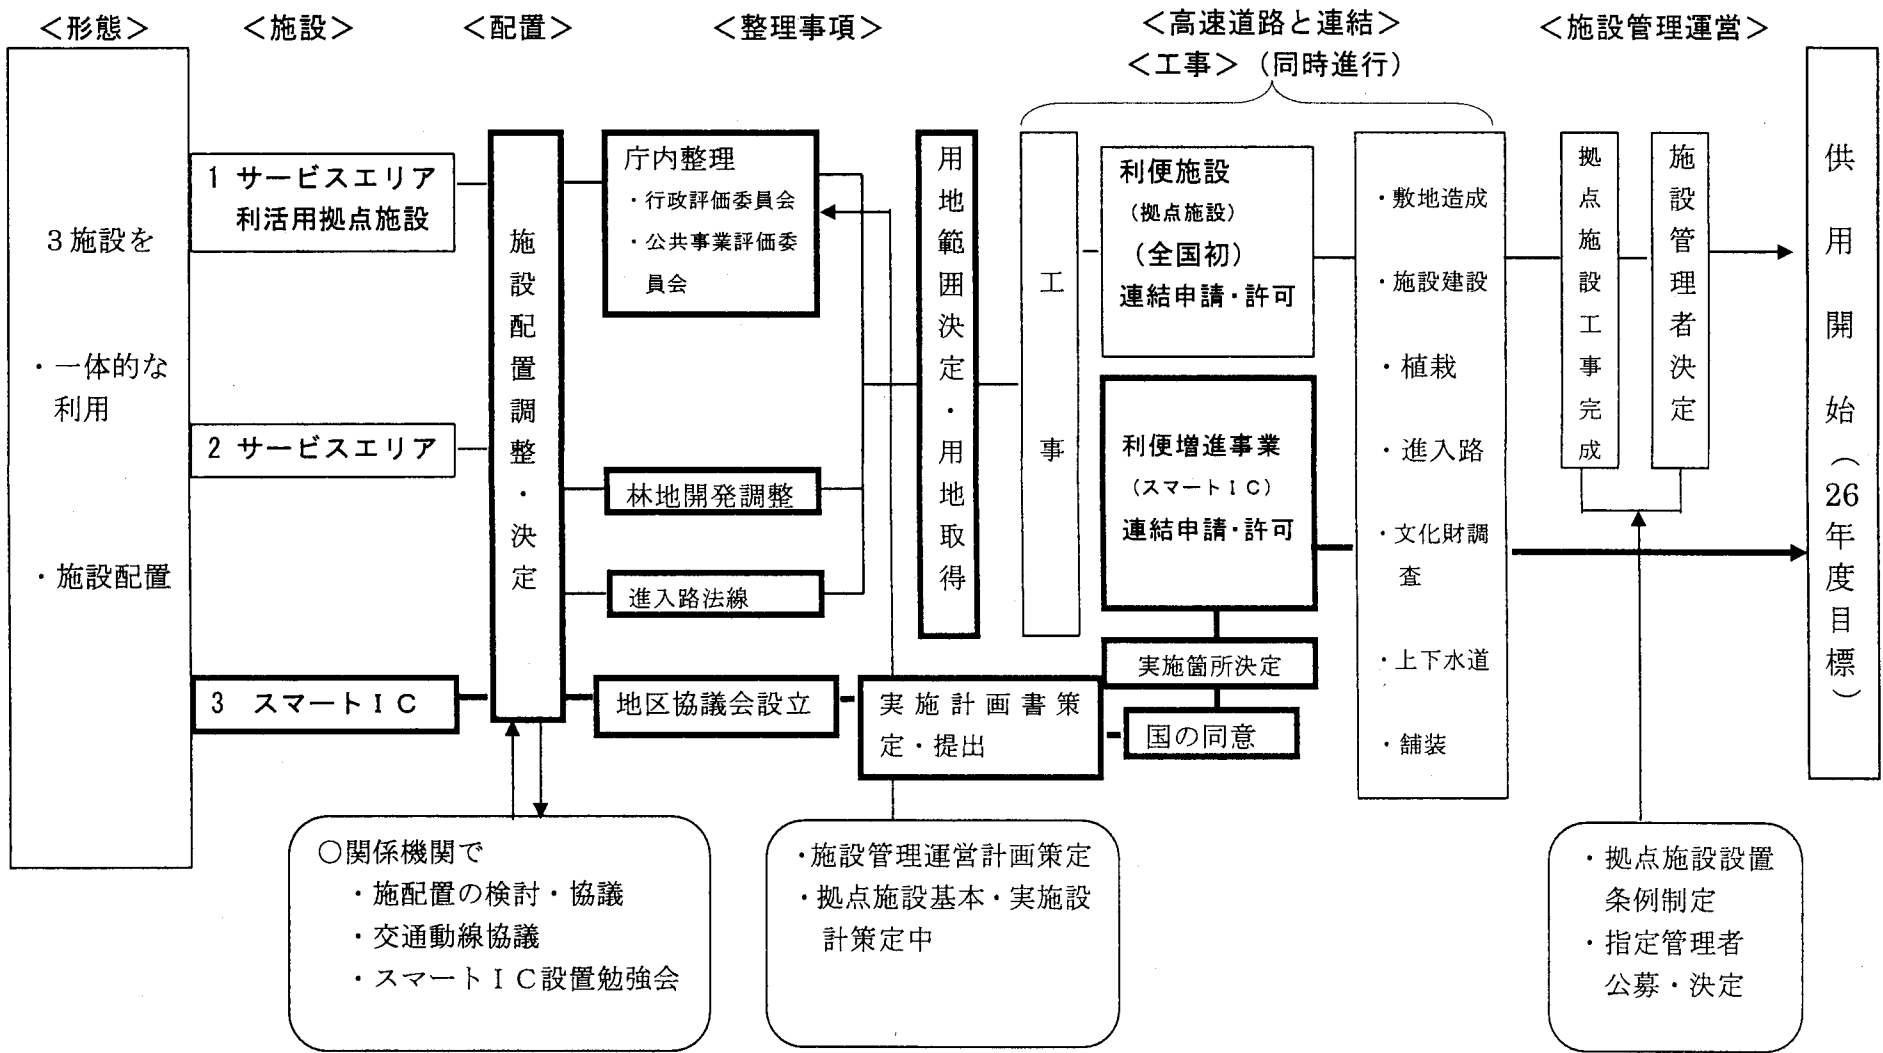 ＜形態＞
＜施設＞
＜配置＞
＜整理事項＞
＜高速道路と連結＞
＜工事＞（同時進行）
＜施設管理運営＞
３施設を
・一体的な
利用
・施設配置
1 サービスエリア
利活用拠点施設
2 サービスエリア
3 スマートＩＣ
施設配置調整・決定
庁内整理
・行政評価委員会
・公共事業評価委
員会
林地開発調整
進入路法線
地区協議会設立
用地範囲決定・用地取得
実施計画書策
定・提出
工事
利便施設
（拠点施設）
（全国初）
連結申請・許可
利便増進事業
（スマートＩＣ）
連結申請・許可
実施箇所決定
国の同意
・敷地造成
・施設建設
・植栽
・進入路
・文化財調
査
・上下水道
・舗装
拠点施設工事完成
施設管理者決定
供用開始（26年度目標）
○関係機関で
・施配置の検討・協議
・交通動線協議
・スマートＩＣ設置勉強会
・施設管理運営計画策定
・拠点施設基本・実施設
計策定中
・拠点施設設置
条例制定
・指定管理者
公募・決定